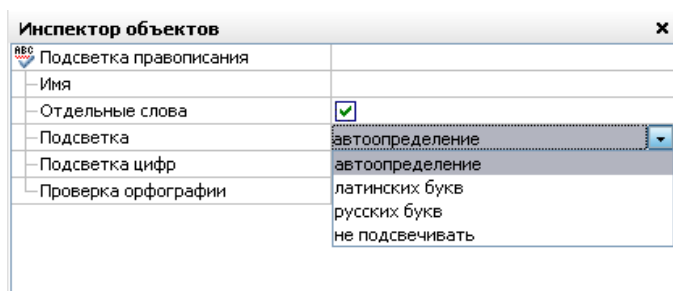 Инспектор объектов
ABC Подсветка правописания
Имя
Отдельные слова
Подсветка автоопределение
Подсветка цифр автоопределение
латинских букв
Проверка орфографии русских букв
не подсвечивать